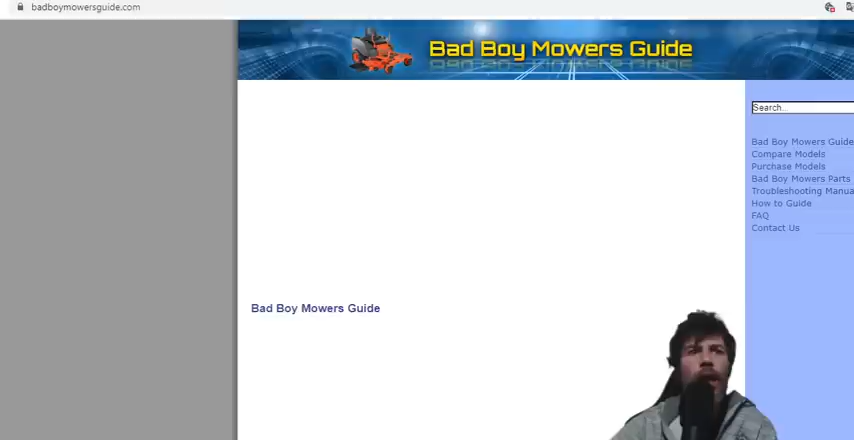 badboymowersguide.com
Bad Boy Mowers Guide
Search...
Bad Boy Mowers Guide
Compare Models
Purchase Models
Bad Boy Mowers Parts
Troubleshooting Manua
How to Guide
FAQ
Contact Us
Bad Boy Mowers Guide